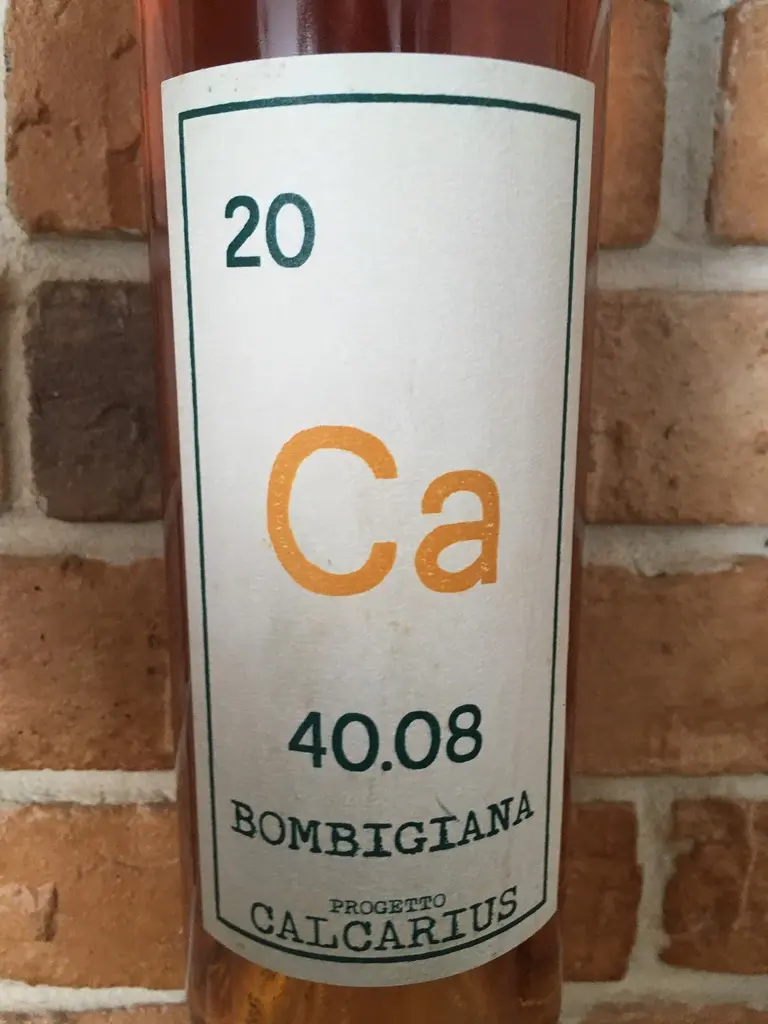 20
Ca
40.08
BOMBIGIANA
PROGETTO
CALCARIUS